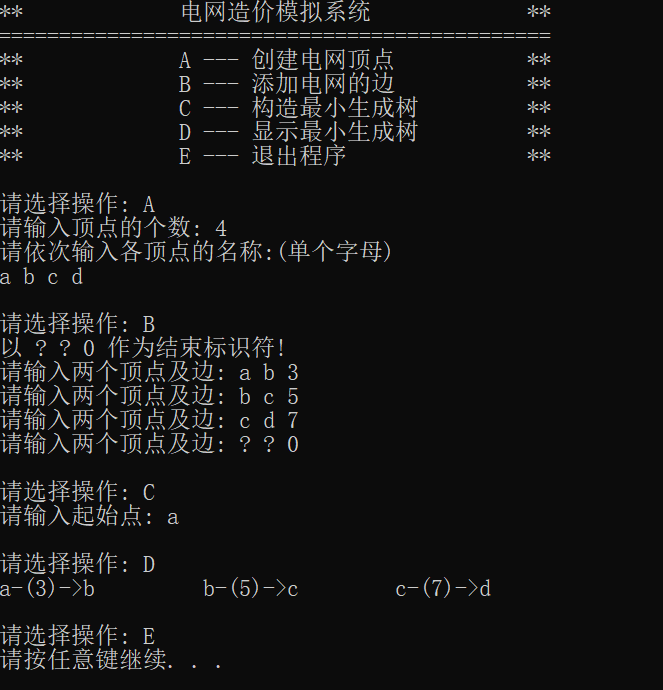 **             电网造价模拟系统             **
==============================================
**             A --- 创建电网顶点           **
**             B --- 添加电网的边           **
**             C --- 构造最小生成树         **
**             D --- 显示最小生成树         **
**             E --- 退出程序               **
请选择操作: A
请输入顶点的个数: 4
请依次输入各顶点的名称:(单个字母)
a b c d
请选择操作: B
以 ? ? 0 作为结束标识符!
请输入两个顶点及边: a b 3
请输入两个顶点及边: b c 5
请输入两个顶点及边: c d 7
请输入两个顶点及边: ? ? 0
请选择操作: C
请输入起始点: a
请选择操作: D
a-(3)->b         b-(5)->c        c-(7)->d
请选择操作: E
请按任意键继续. . .